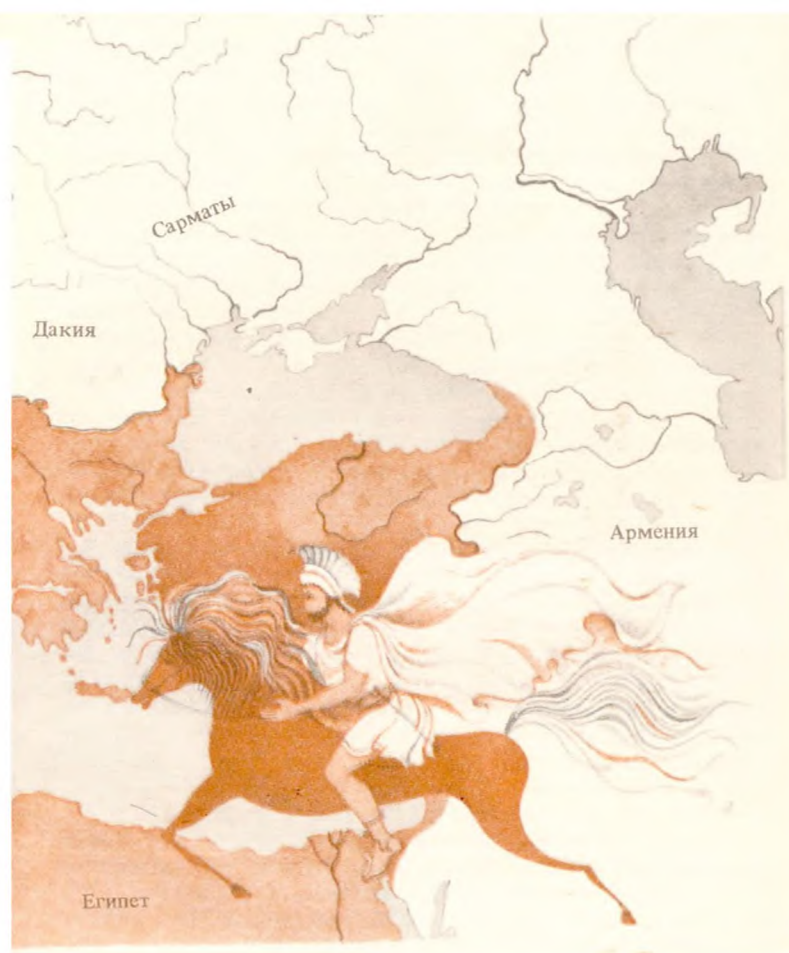 Сарматы
Дакия
Армения
Египет